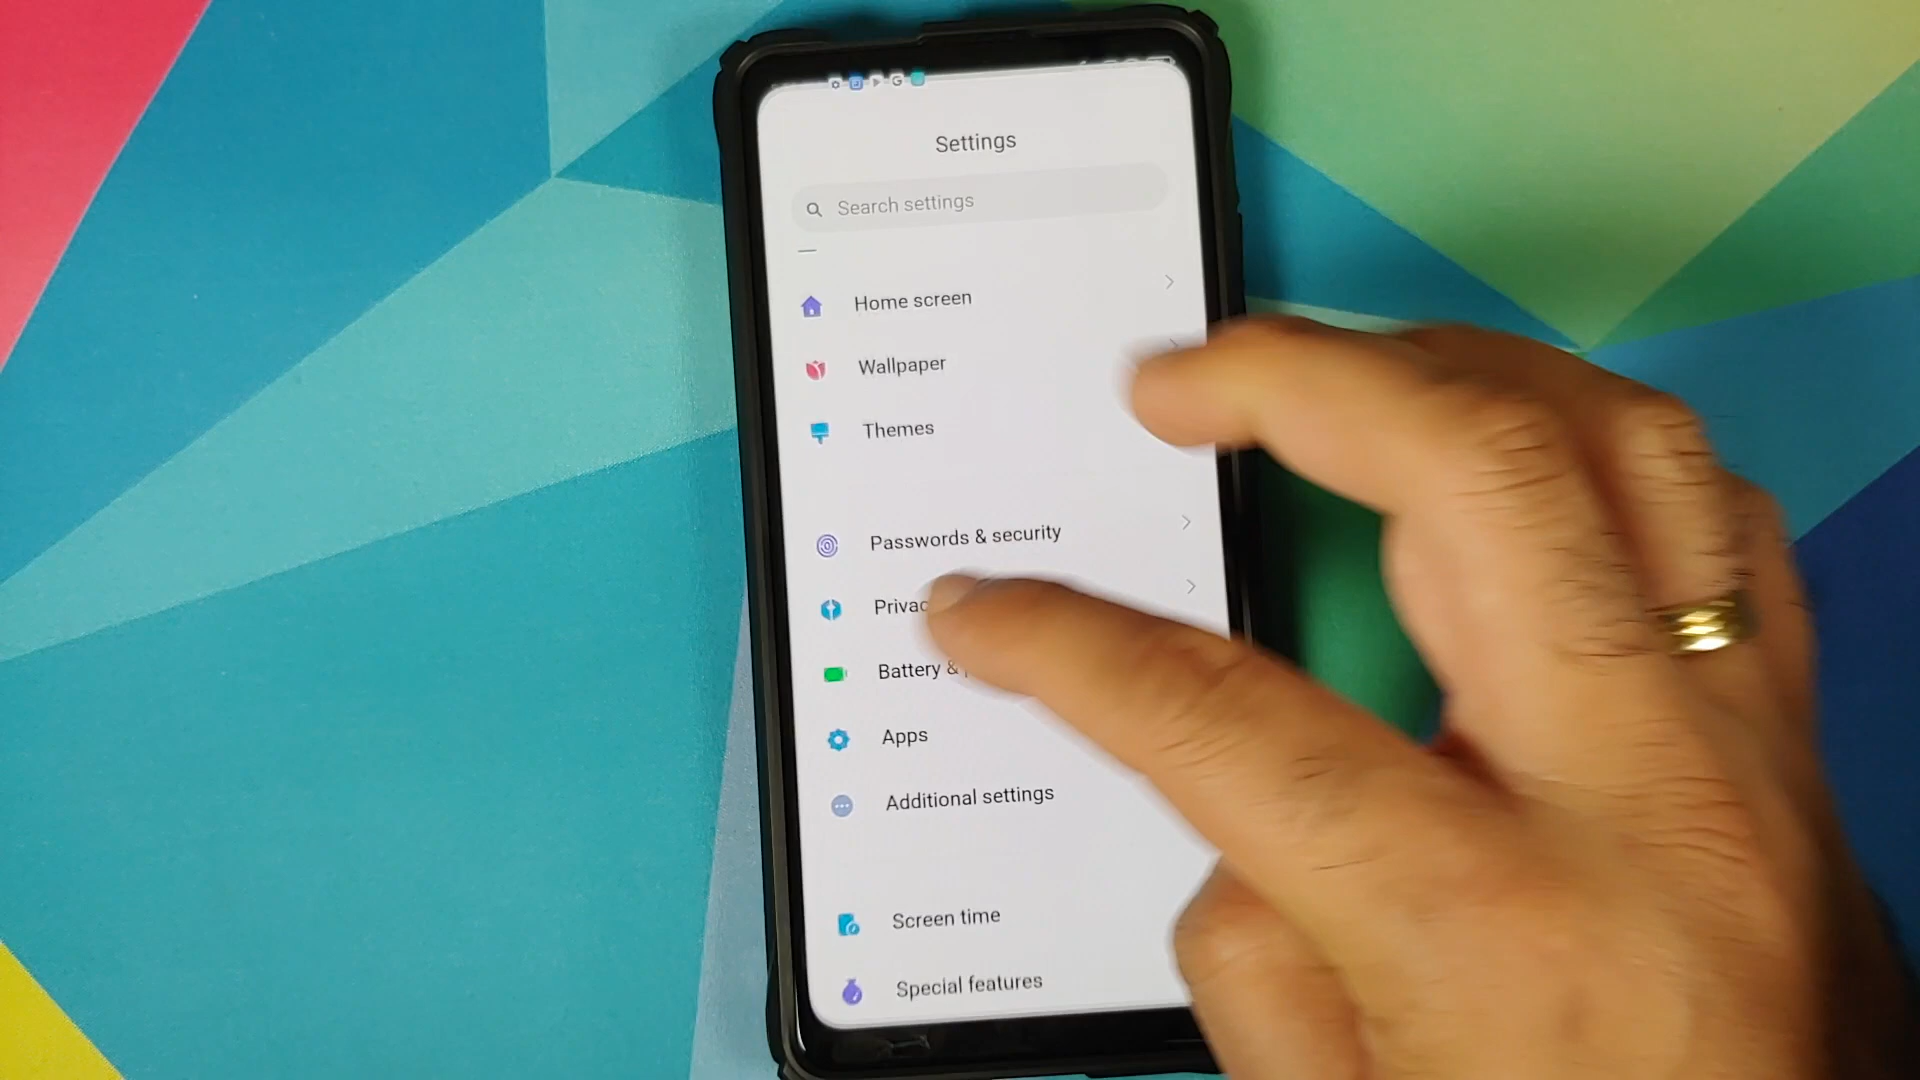 Settings
Search settings
Home screen
Wallpaper
Themes
Passwords & security
Privac
Battery &
Apps
Additional settings
Screen time
Special features